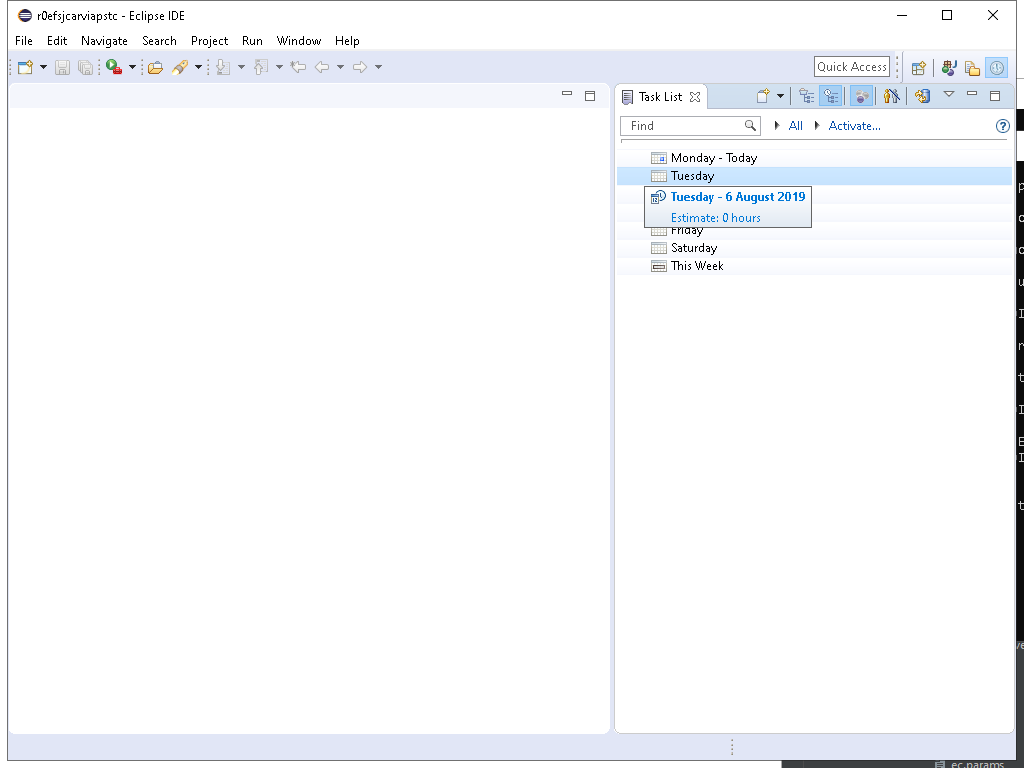 r0efsjcarviapstc - Eclipse IDE
File Edit Navigate Search Project Run Window Help
Quick Access
Task List
Find All Activate...
Monday - Today
Tuesday
Tuesday - 6 August 2019
Estimate: 0 hours
Friday
Saturday
This Week
ec.params